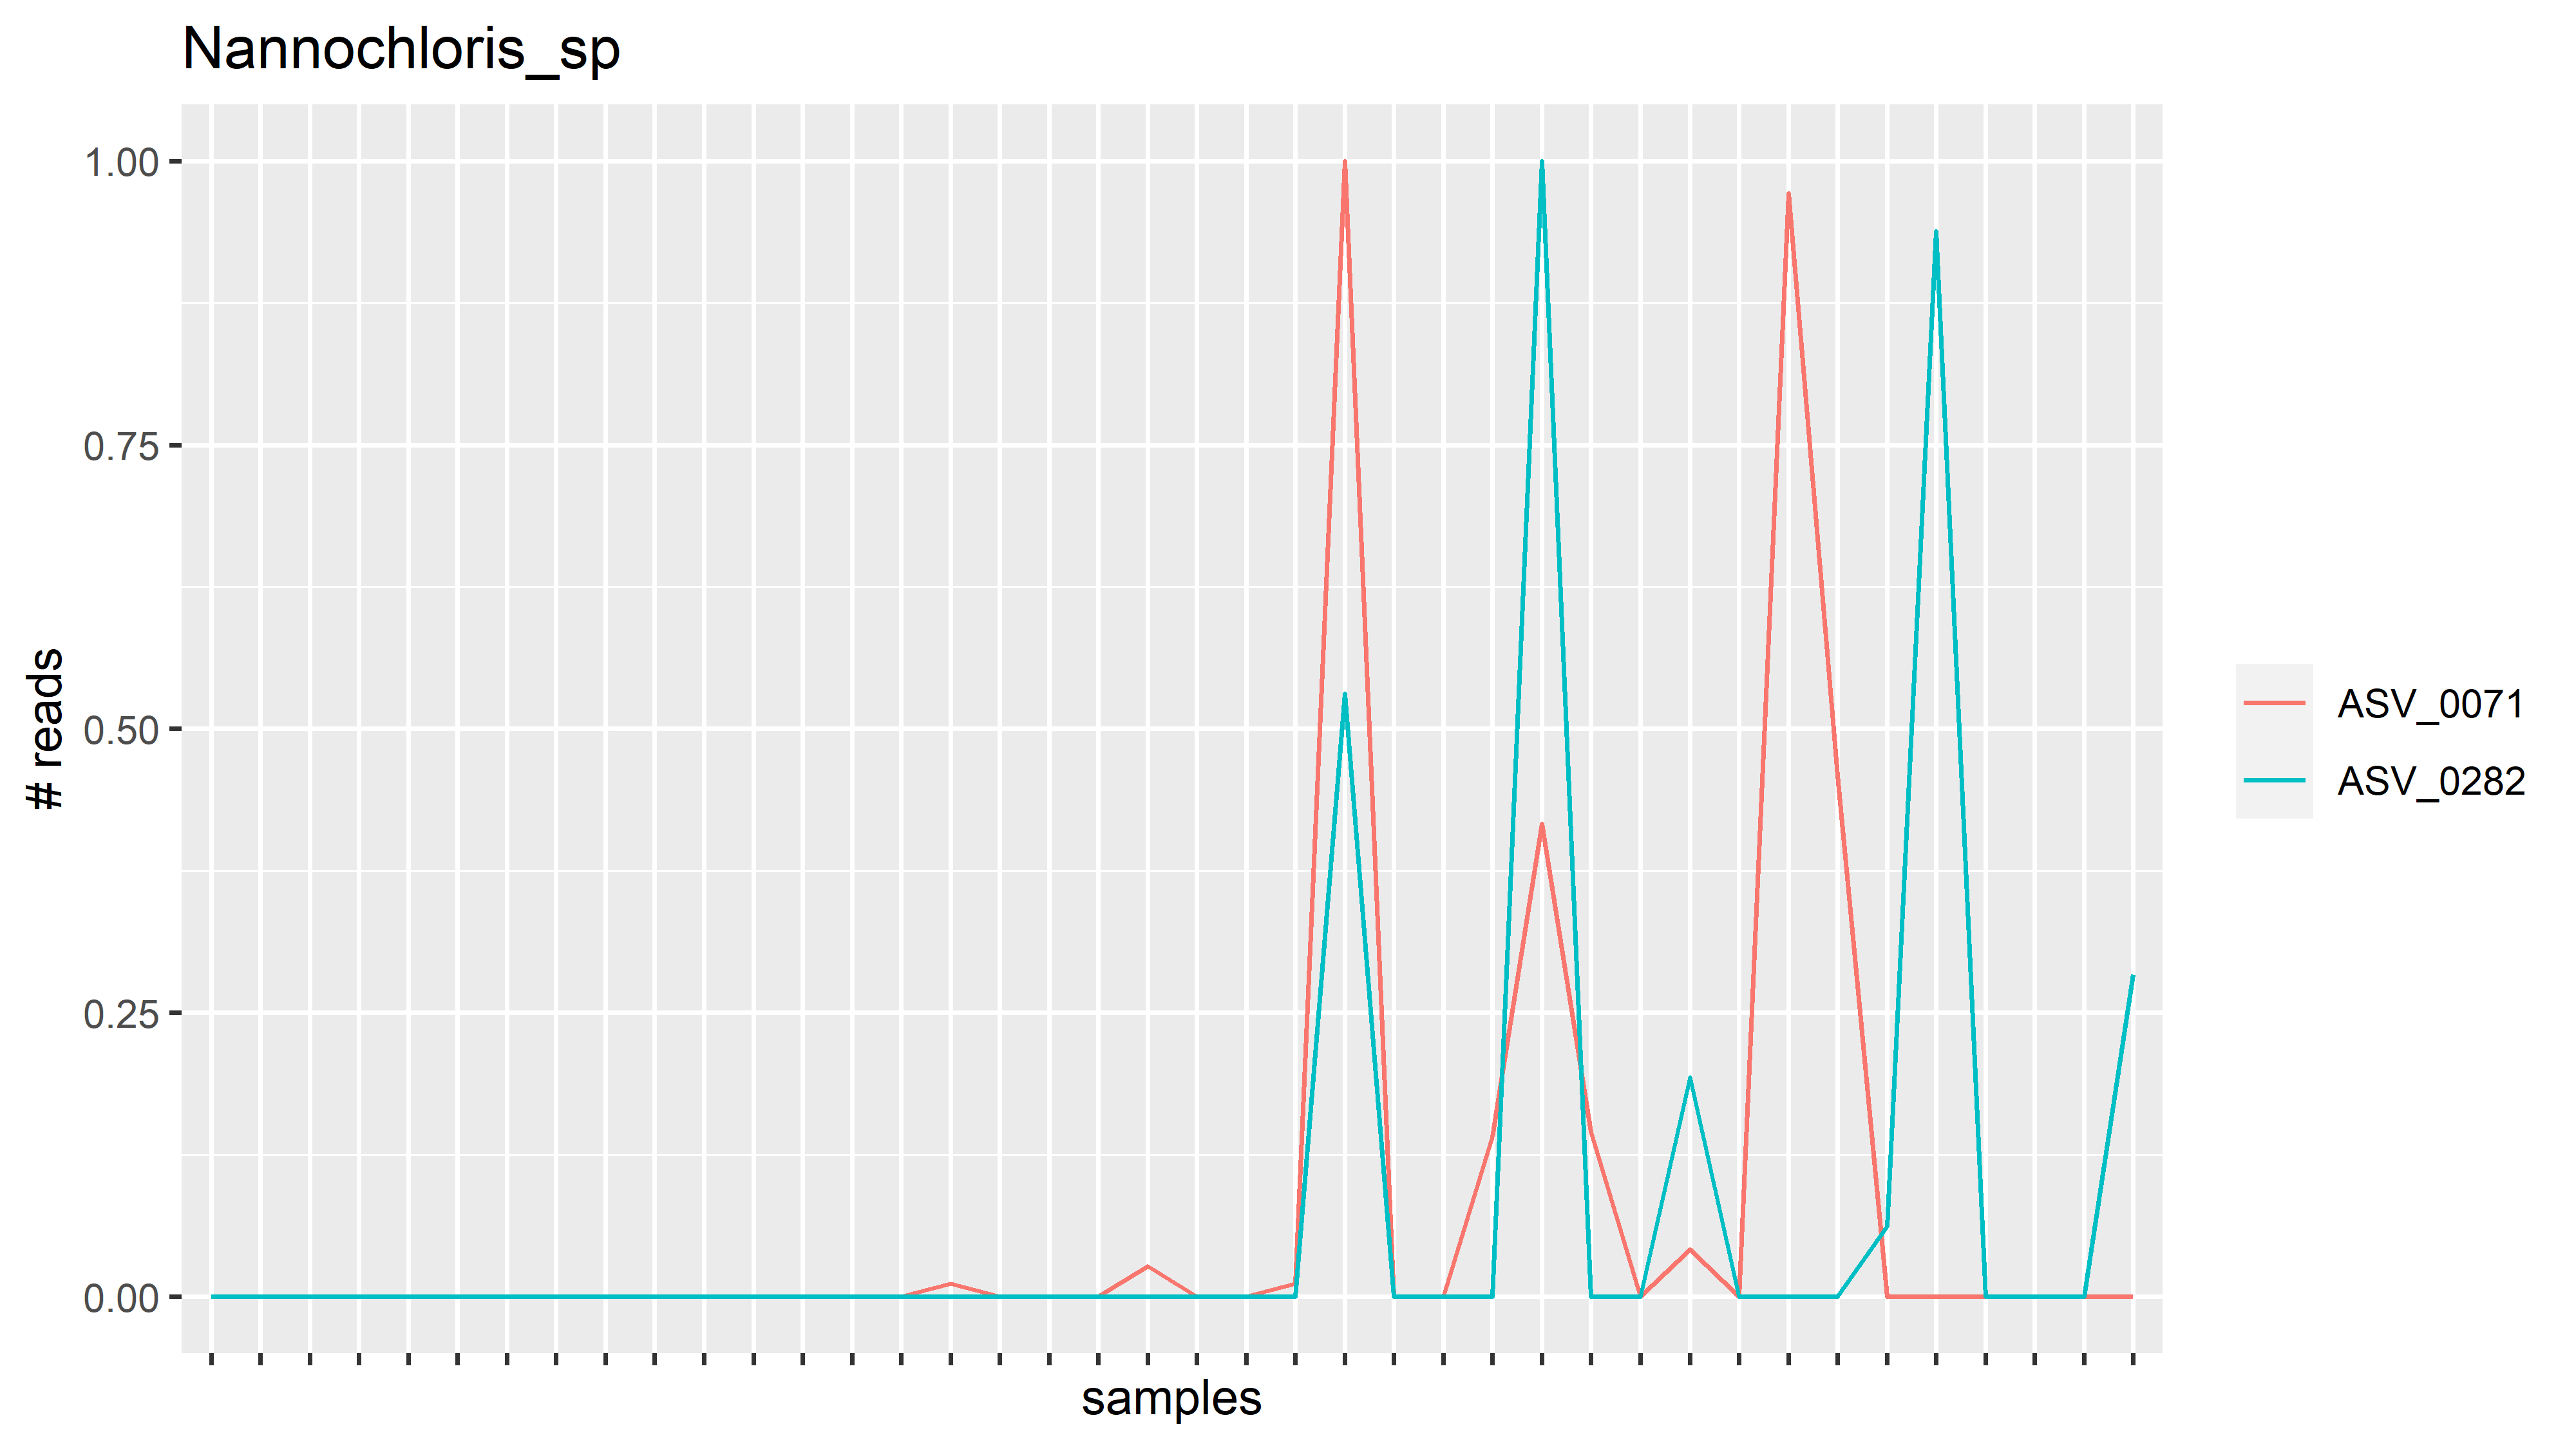 Nannochloris_sp
1.00
0.75
0.50
0.25
0.00
# reads
samples
ASV_0071
ASV_0282